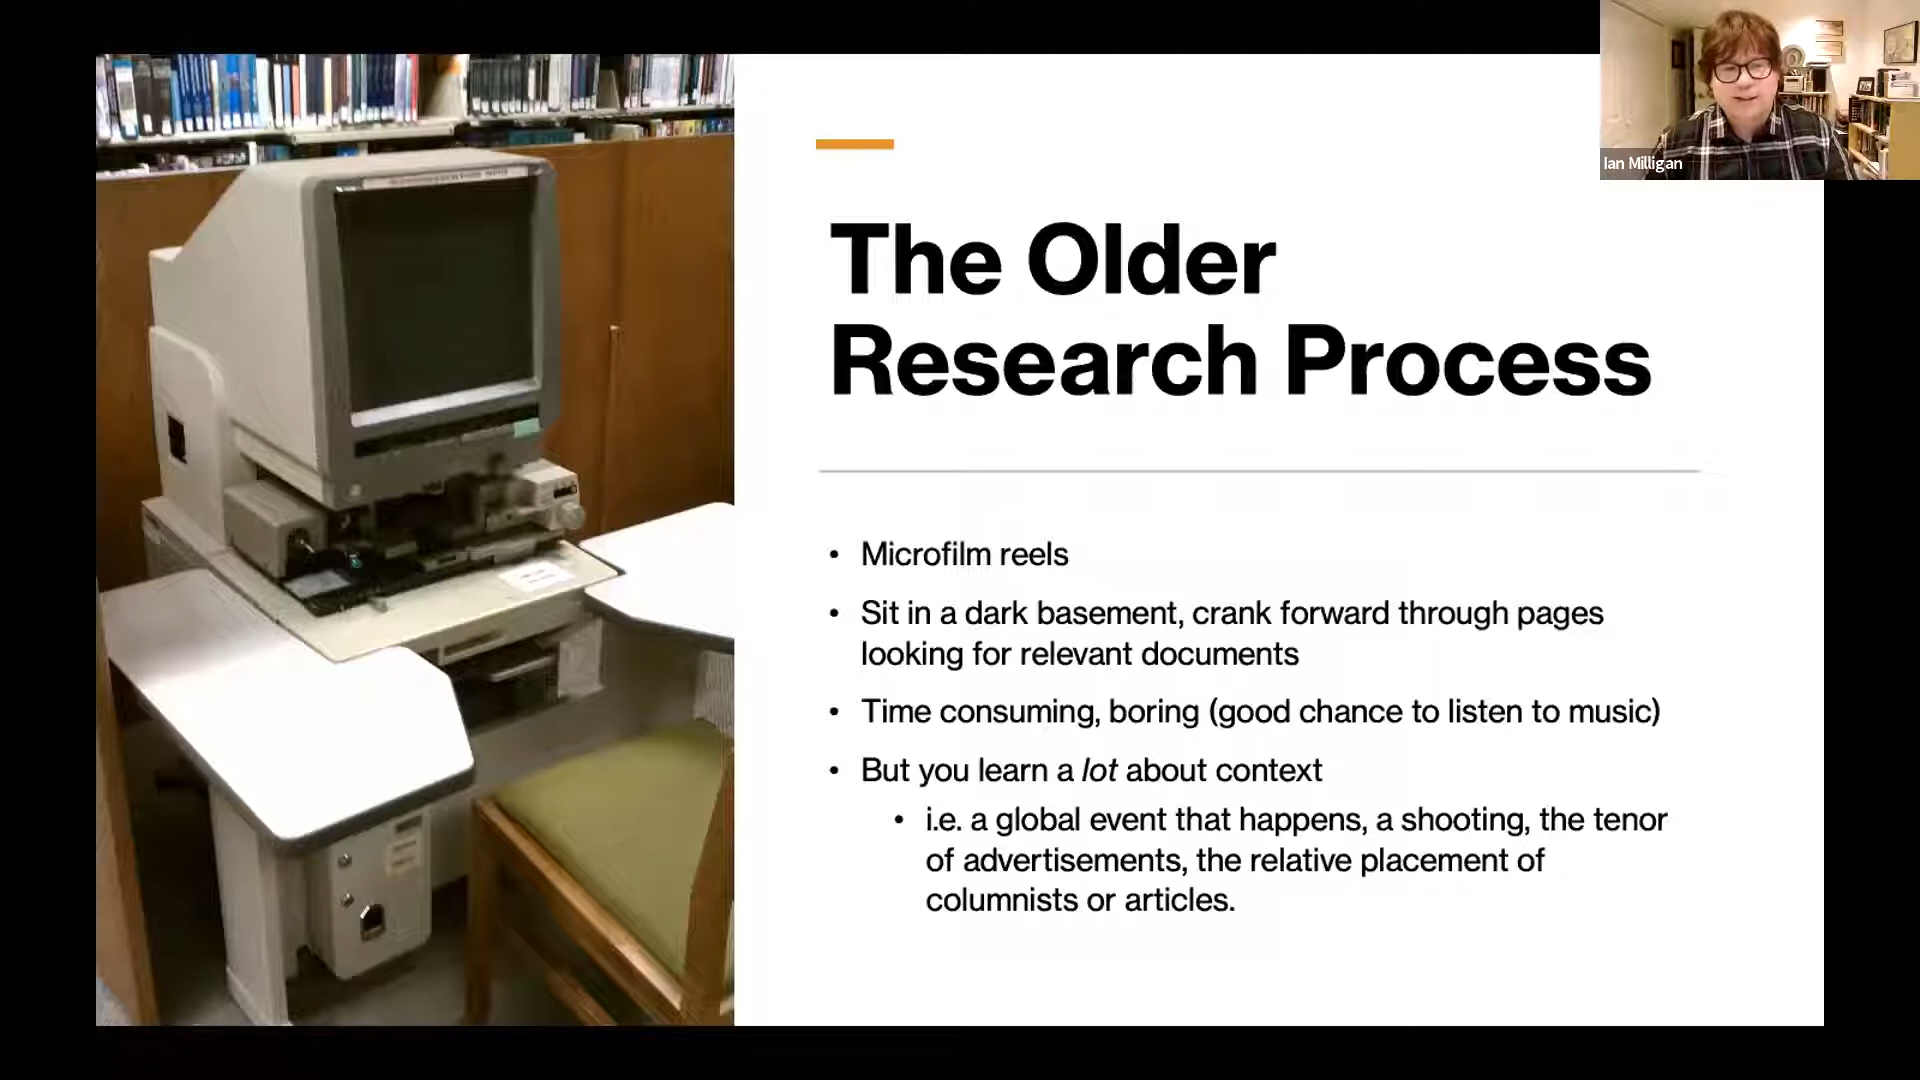 Ian Milligan
The Older
Research Process
• Microfilm reels
• Sit in a dark basement, crank forward through pages
looking for relevant documents
• Time consuming, boring (good chance to listen to music)
• But you learn a lot about context
• i.e. a global event that happens, a shooting, the tenor
of advertisements, the relative placement of
columnists or articles.